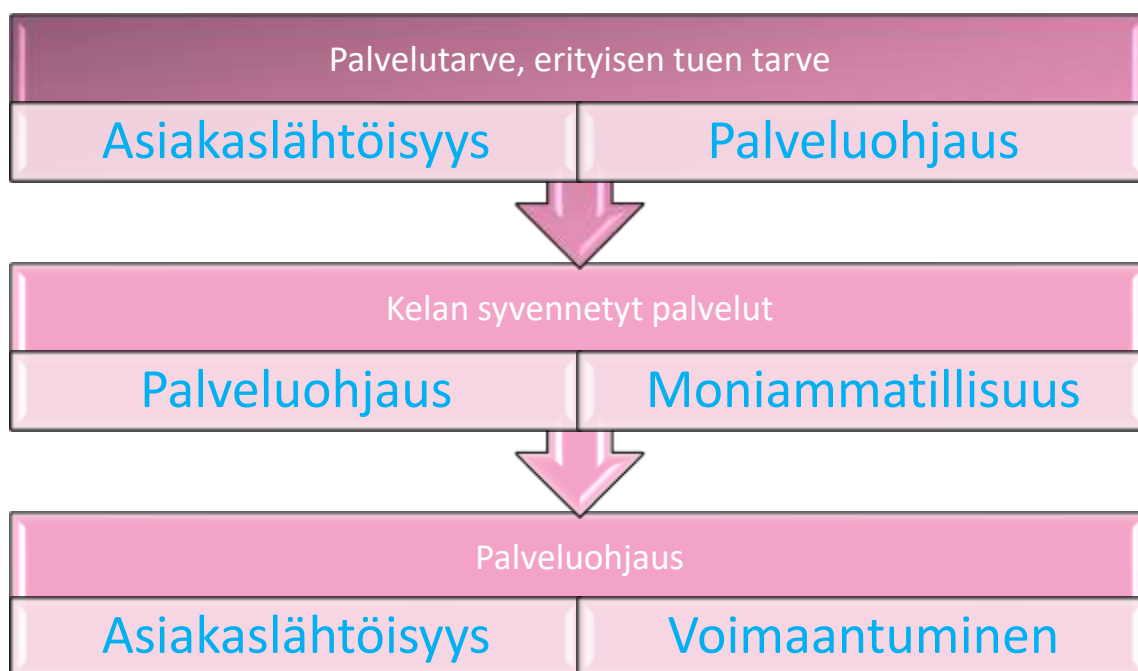 Palvelutarve, erityisen tuen tarve
Asiakaslähtöisyys
Palveluohjaus
Kelan syvennetyt palvelut
Palveluohjaus
Moniammatillisuus
Palveluohjaus
Asiakaslähtöisyys
Voimaantuminen